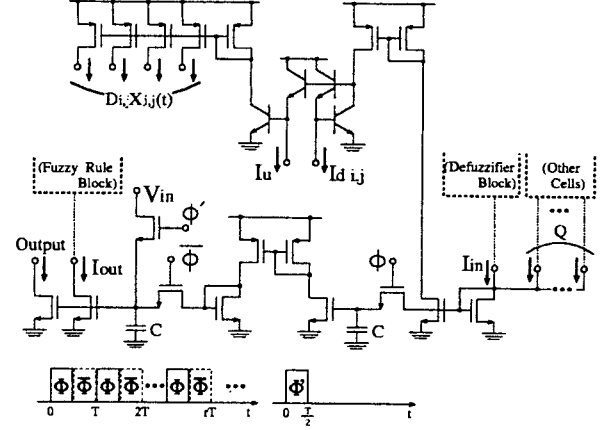 Di,jXi,j(t)
Iu
Id i,j
(Fuzzy Rule
Block)
(Defuzzifier
Block)
(Other
Cells)
Vin
Φ′
Q
Output
Iout
Φ̅
Φ
Iin
C
C
Φ Φ̅ Φ Φ̅ ... Φ Φ̅ ...
0 T 2T rT t
Φ′
0 T/2 t